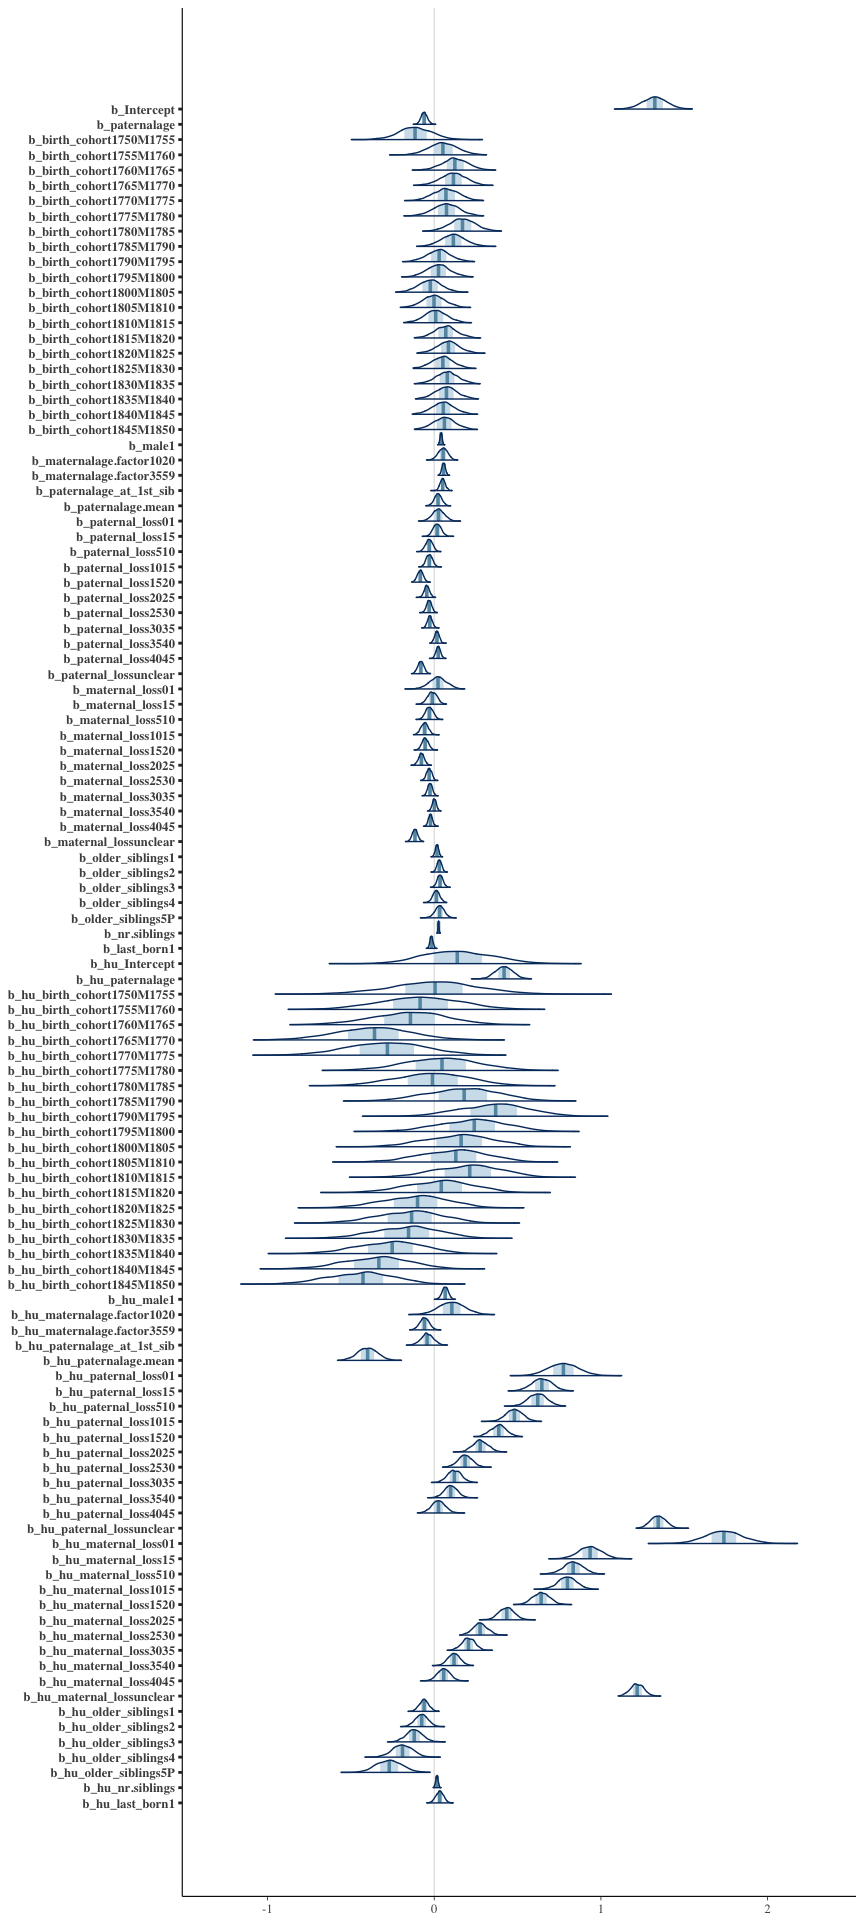 b_Intercept
b_paternalage
b_birth_cohort1750M1755
b_birth_cohort1755M1760
b_birth_cohort1760M1765
b_birth_cohort1765M1770
b_birth_cohort1770M1775
b_birth_cohort1775M1780
b_birth_cohort1780M1785
b_birth_cohort1785M1790
b_birth_cohort1790M1795
b_birth_cohort1795M1800
b_birth_cohort1800M1805
b_birth_cohort1805M1810
b_birth_cohort1810M1815
b_birth_cohort1815M1820
b_birth_cohort1820M1825
b_birth_cohort1825M1830
b_birth_cohort1830M1835
b_birth_cohort1835M1840
b_birth_cohort1840M1845
b_birth_cohort1845M1850
b_male1
b_maternalage.factor1020
b_maternalage.factor3559
b_paternalage_at_1st_sib
b_paternalage.mean
b_paternal_loss01
b_paternal_loss15
b_paternal_loss510
b_paternal_loss1015
b_paternal_loss1520
b_paternal_loss2025
b_paternal_loss2530
b_paternal_loss3035
b_paternal_loss3540
b_paternal_loss4045
b_paternal_lossunclear
b_maternal_loss01
b_maternal_loss15
b_maternal_loss510
b_maternal_loss1015
b_maternal_loss1520
b_maternal_loss2025
b_maternal_loss2530
b_maternal_loss3035
b_maternal_loss3540
b_maternal_loss4045
b_maternal_lossunclear
b_older_siblings1
b_older_siblings2
b_older_siblings3
b_older_siblings4
b_older_siblings5P
b_nr.siblings
b_last_born1
b_hu_Intercept
b_hu_paternalage
b_hu_birth_cohort1750M1755
b_hu_birth_cohort1755M1760
b_hu_birth_cohort1760M1765
b_hu_birth_cohort1765M1770
b_hu_birth_cohort1770M1775
b_hu_birth_cohort1775M1780
b_hu_birth_cohort1780M1785
b_hu_birth_cohort1785M1790
b_hu_birth_cohort1790M1795
b_hu_birth_cohort1795M1800
b_hu_birth_cohort1800M1805
b_hu_birth_cohort1805M1810
b_hu_birth_cohort1810M1815
b_hu_birth_cohort1815M1820
b_hu_birth_cohort1820M1825
b_hu_birth_cohort1825M1830
b_hu_birth_cohort1830M1835
b_hu_birth_cohort1835M1840
b_hu_birth_cohort1840M1845
b_hu_birth_cohort1845M1850
b_hu_male1
b_hu_maternalage.factor1020
b_hu_maternalage.factor3559
b_hu_paternalage_at_1st_sib
b_hu_paternalage.mean
b_hu_paternal_loss01
b_hu_paternal_loss15
b_hu_paternal_loss510
b_hu_paternal_loss1015
b_hu_paternal_loss1520
b_hu_paternal_loss2025
b_hu_paternal_loss2530
b_hu_paternal_loss3035
b_hu_paternal_loss3540
b_hu_paternal_loss4045
b_hu_paternal_lossunclear
b_hu_maternal_loss01
b_hu_maternal_loss15
b_hu_maternal_loss510
b_hu_maternal_loss1015
b_hu_maternal_loss1520
b_hu_maternal_loss2025
b_hu_maternal_loss2530
b_hu_maternal_loss3035
b_hu_maternal_loss3540
b_hu_maternal_loss4045
b_hu_maternal_lossunclear
b_hu_older_siblings1
b_hu_older_siblings2
b_hu_older_siblings3
b_hu_older_siblings4
b_hu_older_siblings5P
b_hu_nr.siblings
b_hu_last_born1
-1 0 1 2